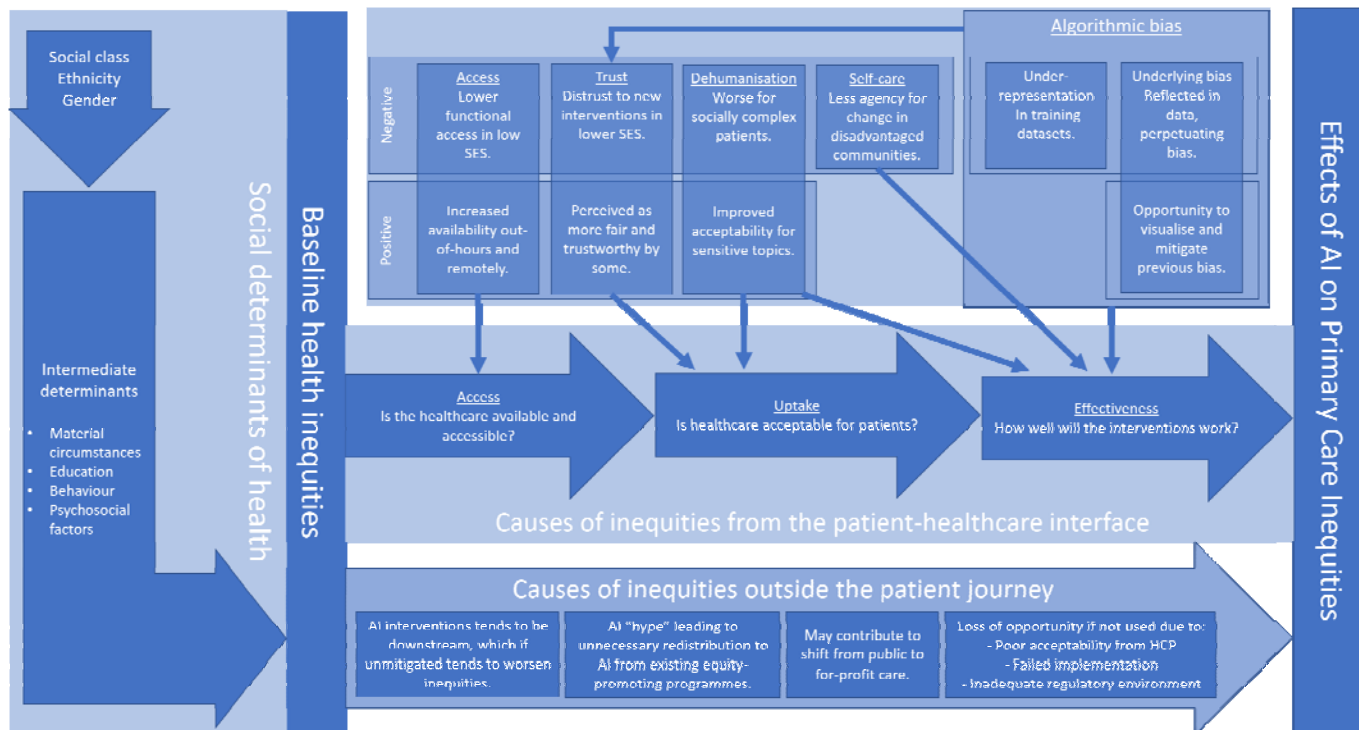 Social class
Ethnicity
Gender
Intermediate
determinants
• Material
circumstances
• Education
• Behaviour
• Psychosocial
factors
Social determinants of health
Baseline health inequities
Negative
Positive
Access
Lower
functional
access in low
SES.
Increased
availability out-
of-hours and
remotely.
Trust
Distrust to new
interventions in
lower SES.
Perceived as
more fair and
trustworthy by
some.
Dehumanisation
Worse for
socially complex
patients.
Improved
acceptability for
sensitive topics.
Self-care
Less agency for
change in
disadvantaged
communities.
Algorithmic bias
Under-
representation
In training
datasets.
Underlying bias
Reflected in
data,
perpetuating
bias.
Opportunity to
visualise and
mitigate
previous bias.
Access
Is the healthcare available and
accessible?
Uptake
Is healthcare acceptable for patients?
Effectiveness
How well will the interventions work?
Causes of inequities from the patient-healthcare interface
Causes of inequities outside the patient journey
AI interventions tends to be
downstream, which if
unmitigated tends to worsen
inequities.
AI "hype" leading to
unnecessary redistribution to
AI from existing equity-
promoting programmes.
May contribute to
shift from public to
for-profit care.
Loss of opportunity if not used due to:
- Poor acceptability from HCP
- Failed implementation
- Inadequate regulatory environment
Effects of AI on Primary Care Inequities